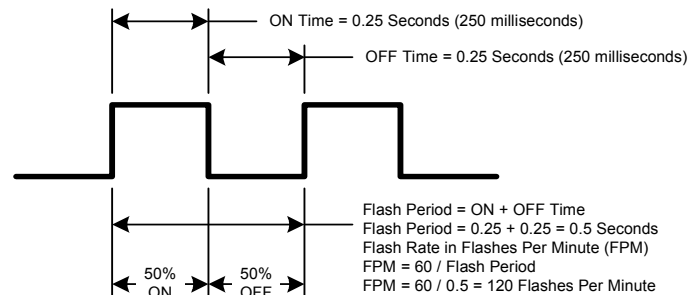 ON Time = 0.25 Seconds (250 milliseconds)
OFF Time = 0.25 Seconds (250 milliseconds)
Flash Period = ON + OFF Time
Flash Period = 0.25 + 0.25 = 0.5 Seconds
Flash Rate in Flashes Per Minute (FPM)
FPM = 60 / Flash Period
FPM = 60 / 0.5 = 120 Flashes Per Minute
50% 50%
ON OFF